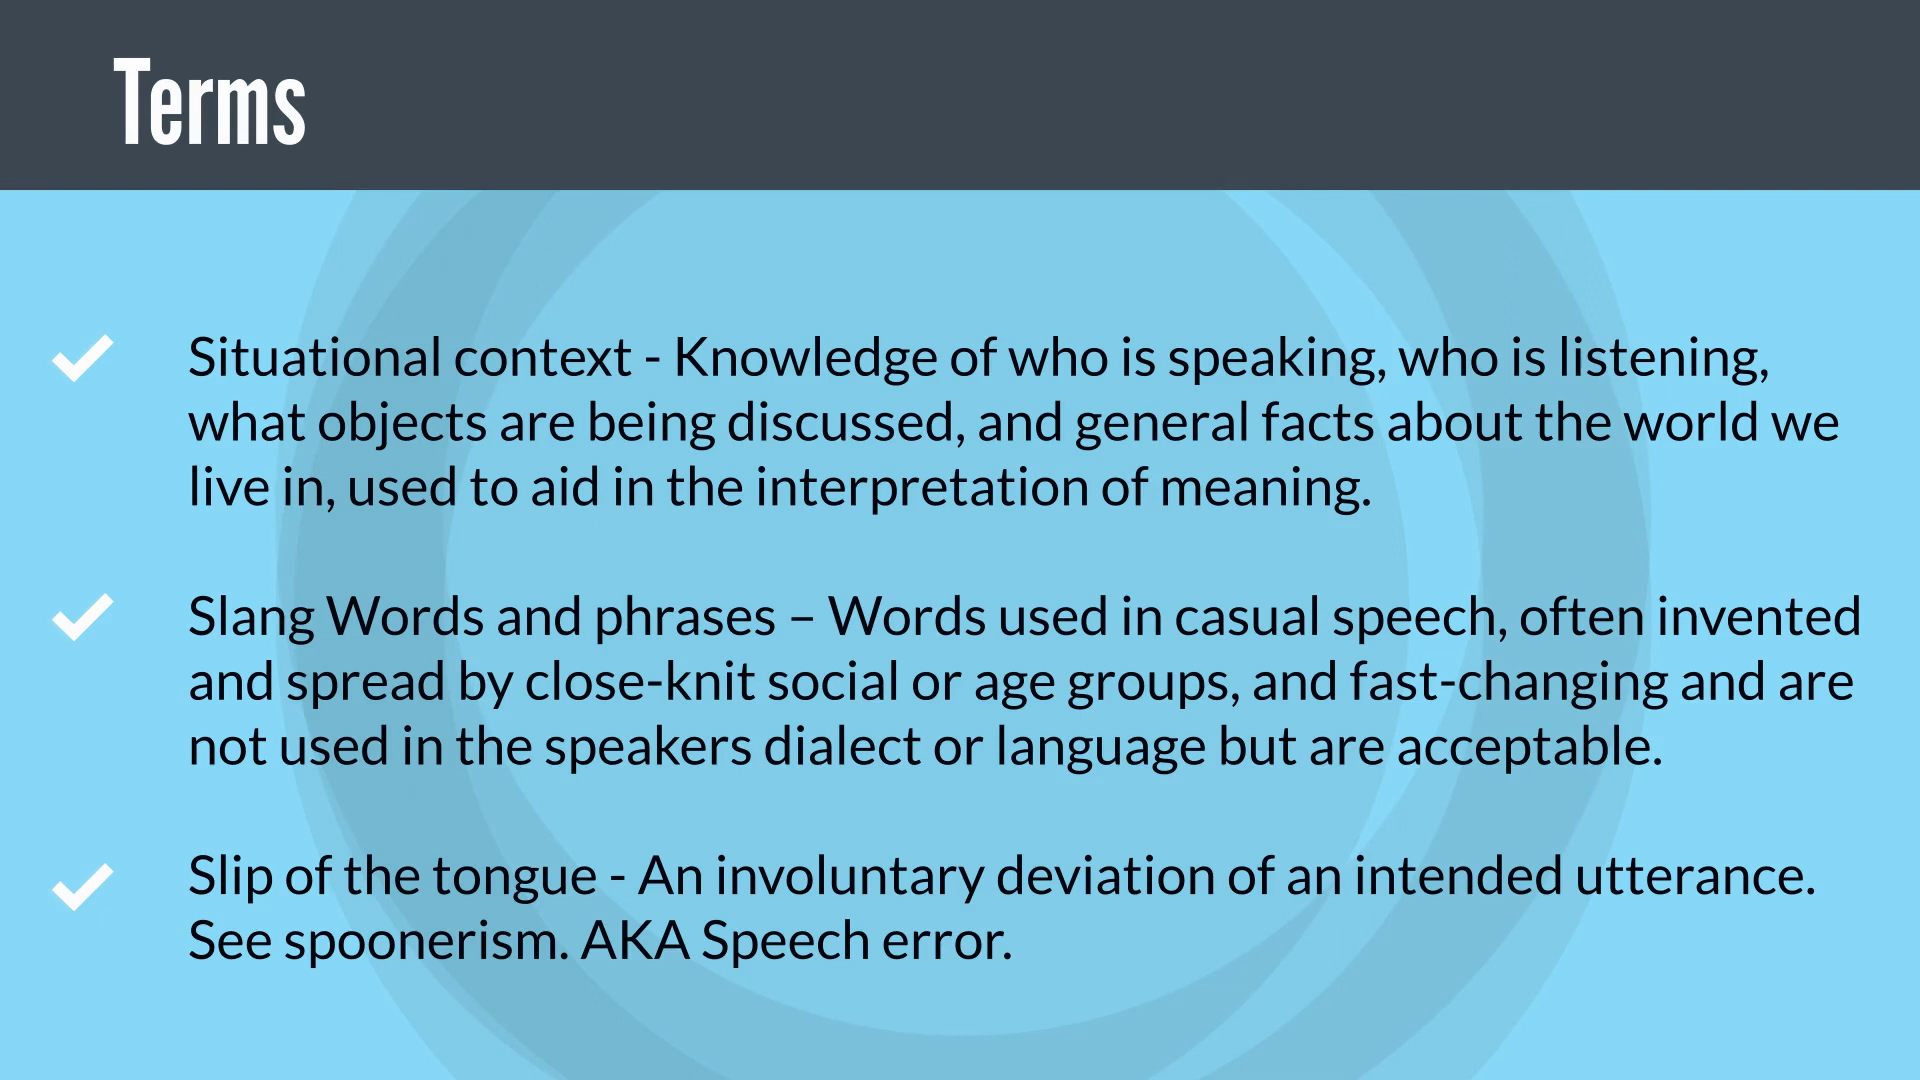 Terms
Situational context - Knowledge of who is speaking, who is listening,
what objects are being discussed, and general facts about the world we
live in, used to aid in the interpretation of meaning.
Slang Words and phrases – Words used in casual speech, often invented
and spread by close-knit social or age groups, and fast-changing and are
not used in the speakers dialect or language but are acceptable.
Slip of the tongue - An involuntary deviation of an intended utterance.
See spoonerism. AKA Speech error.